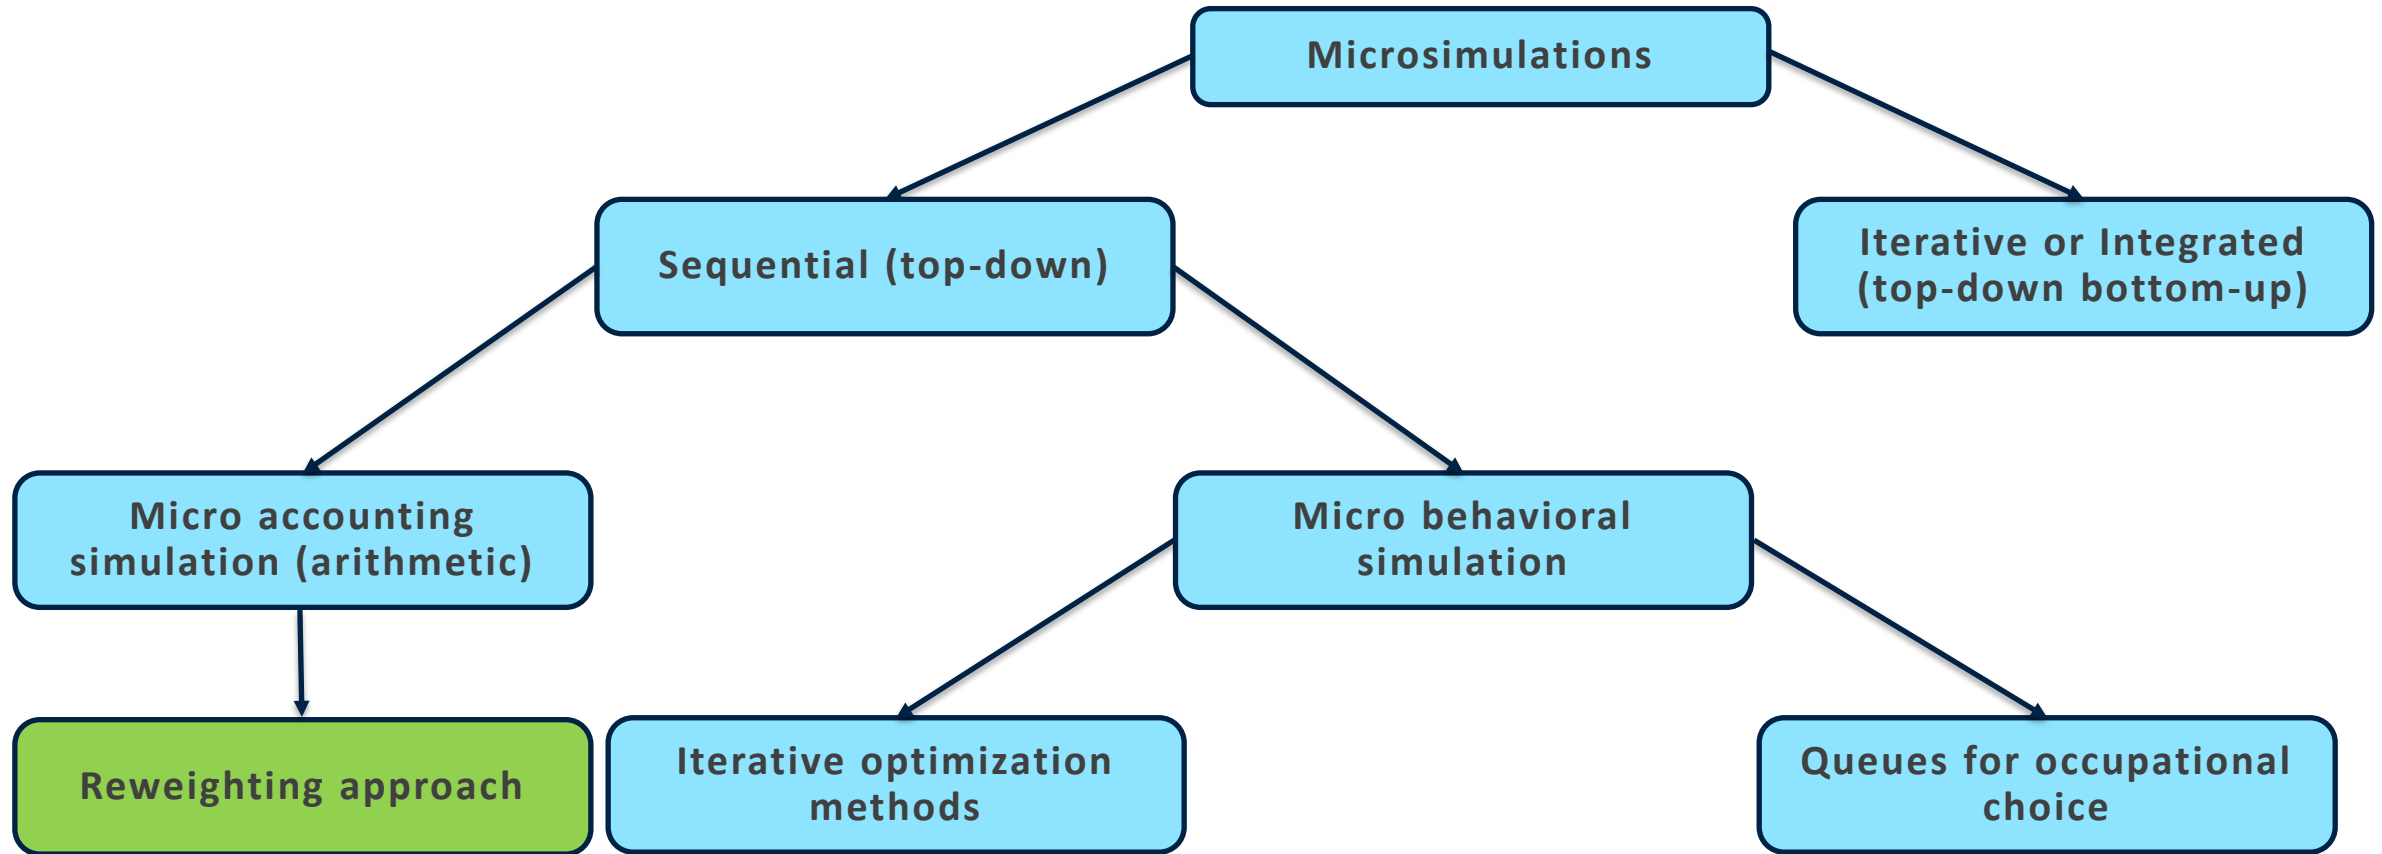 Microsimulations
Sequential (top-down)
Iterative or Integrated
(top-down bottom-up)
Micro accounting
simulation (arithmetic)
Micro behavioral
simulation
Reweighting approach
Iterative optimization
methods
Queues for occupational
choice